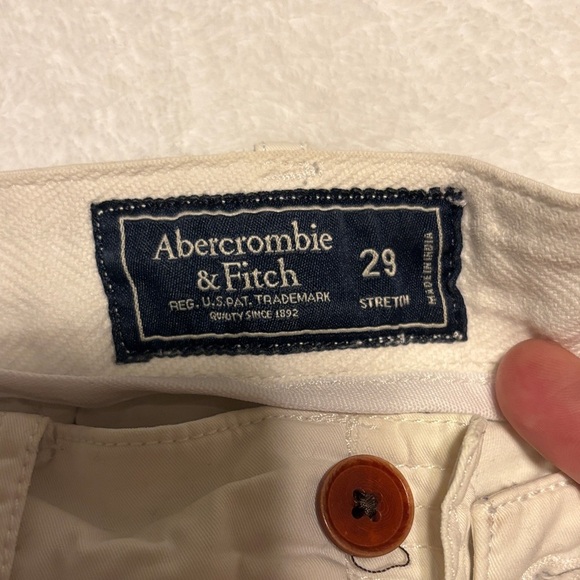 Abercrombie
& Fitch
REG. U.S.PAT. TRADEMARK
QUALITY SINCE 1892
29
STRETCH
MADE IN INDIA